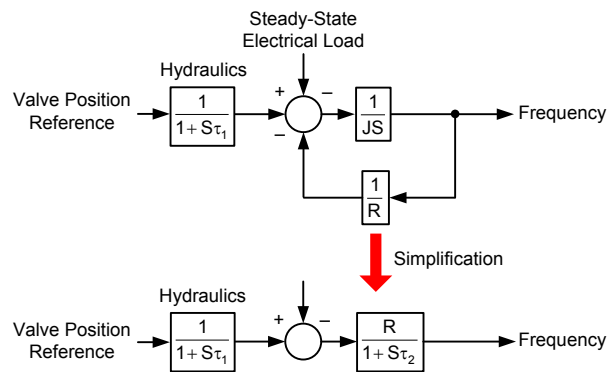 Steady-State
Electrical Load
Hydraulics
Valve Position
Reference
1
1 + Sτ1
+
−
−
1
JS
Frequency
1
R
Simplification
Hydraulics
Valve Position
Reference
1
1 + Sτ1
+
−
R
1 + Sτ2
Frequency